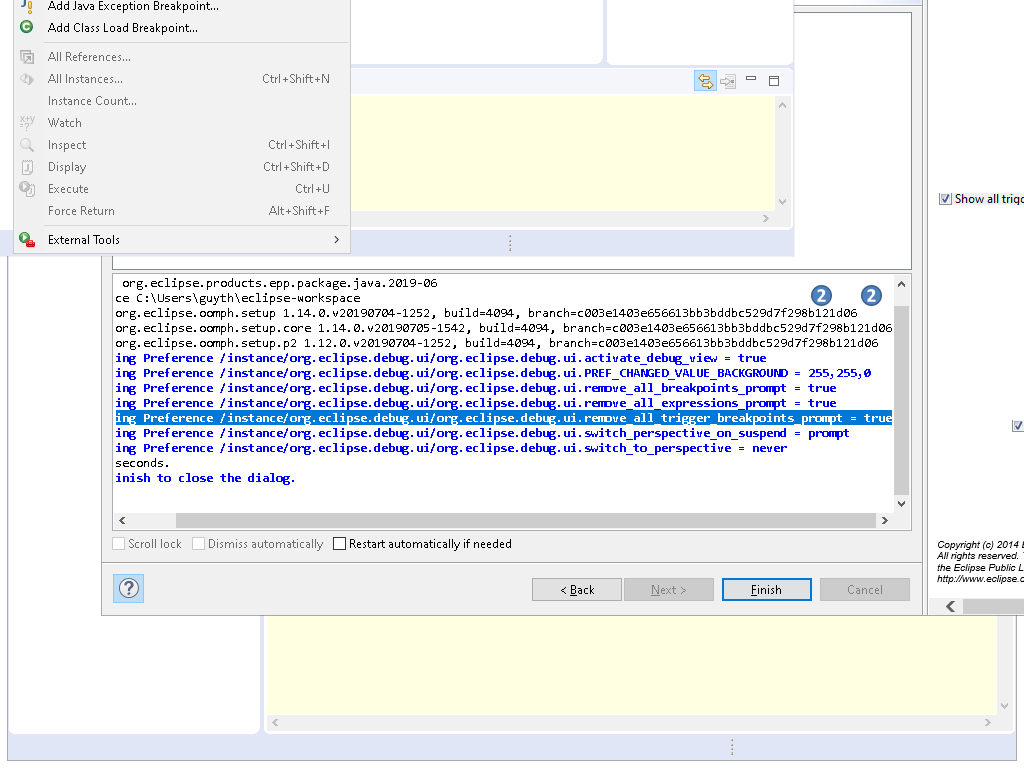 Add Java Exception Breakpoint...
Add Class Load Breakpoint...
All References...
All Instances... Ctrl+Shift+N
Instance Count...
Watch
Inspect Ctrl+Shift+I
Display Ctrl+Shift+D
Execute Ctrl+U
Force Return Alt+Shift+F
External Tools
Show all trigg
org.eclipse.products.epp.package.java.2019-06
ce C:\Users\guyth\eclipse-workspace
2 2
org.eclipse.oomph.setup 1.14.0.v20190704-1252, build=4094, branch=c003e1403e656613bb3bddbc529d7f298b121d06
org.eclipse.oomph.setup.core 1.14.0.v20190705-1542, build=4094, branch=c003e1403e656613bb3bddbc529d7f298b121d06
org.eclipse.oomph.setup.p2 1.12.0.v20190704-1252, build=4094, branch=c003e1403e656613bb3bddbc529d7f298b121d06
ing Preference /instance/org.eclipse.debug.ui/org.eclipse.debug.ui.activate_debug_view = true
ing Preference /instance/org.eclipse.debug.ui/org.eclipse.debug.ui.PREF_CHANGED_VALUE_BACKGROUND = 255,255,0
ing Preference /instance/org.eclipse.debug.ui/org.eclipse.debug.ui.remove_all_breakpoints_prompt = true
ing Preference /instance/org.eclipse.debug.ui/org.eclipse.debug.ui.remove_all_expressions_prompt = true
ing Preference /instance/org.eclipse.debug.ui/org.eclipse.debug.ui.remove_all_trigger_breakpoints_prompt = true
ing Preference /instance/org.eclipse.debug.ui/org.eclipse.debug.ui.switch_perspective_on_suspend = prompt
ing Preference /instance/org.eclipse.debug.ui/org.eclipse.debug.ui.switch_to_perspective = never
seconds.
inish to close the dialog.
Scroll lock Dismiss automatically Restart automatically if needed
Copyright (c) 2014 E
All rights reserved. T
the Eclipse Public L
http://www.eclipse.o
? < Back Next > Finish Cancel